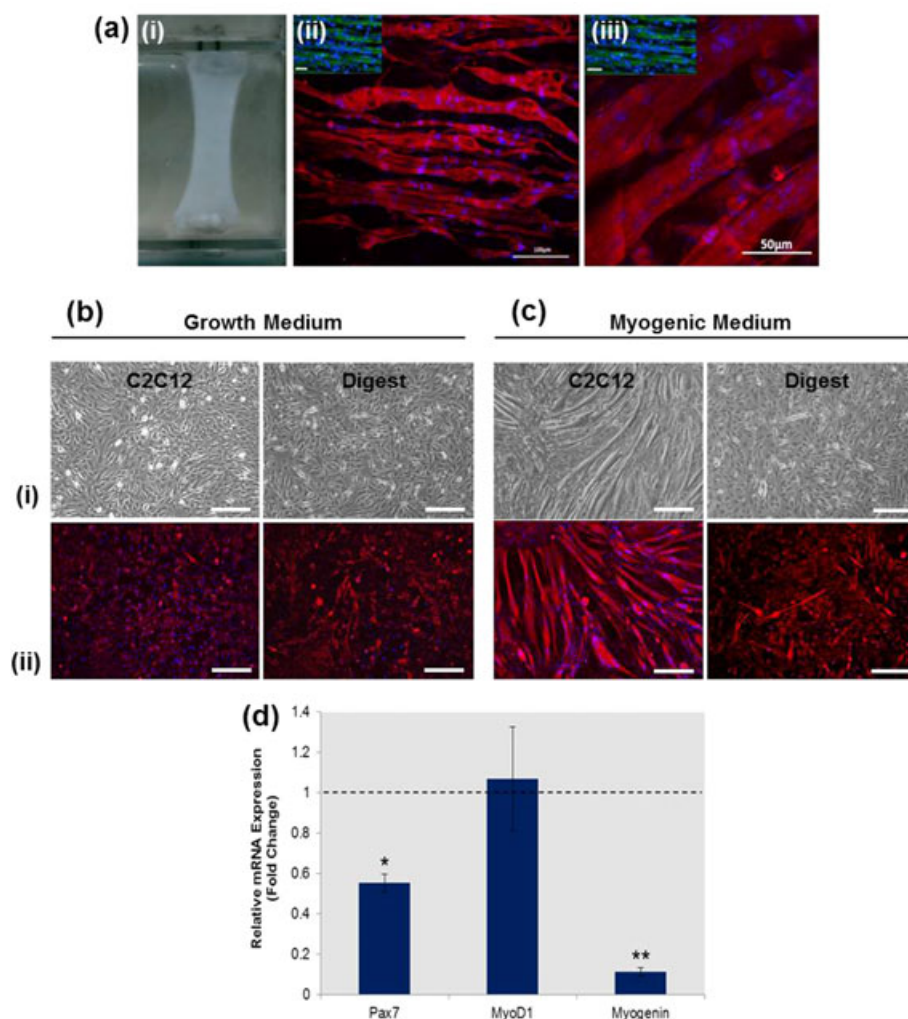 (a) (i) (ii) (iii)
100µm
50µm
(b) (c)
Growth Medium Myogenic Medium
C2C12 Digest C2C12 Digest
(i)
(ii)
(d)
Relative mRNA Expression
(Fold Change)
1.4
1.2
1
0.8
0.6
0.4
0.2
0
*
**
Pax7 MyoD1 Myogenin